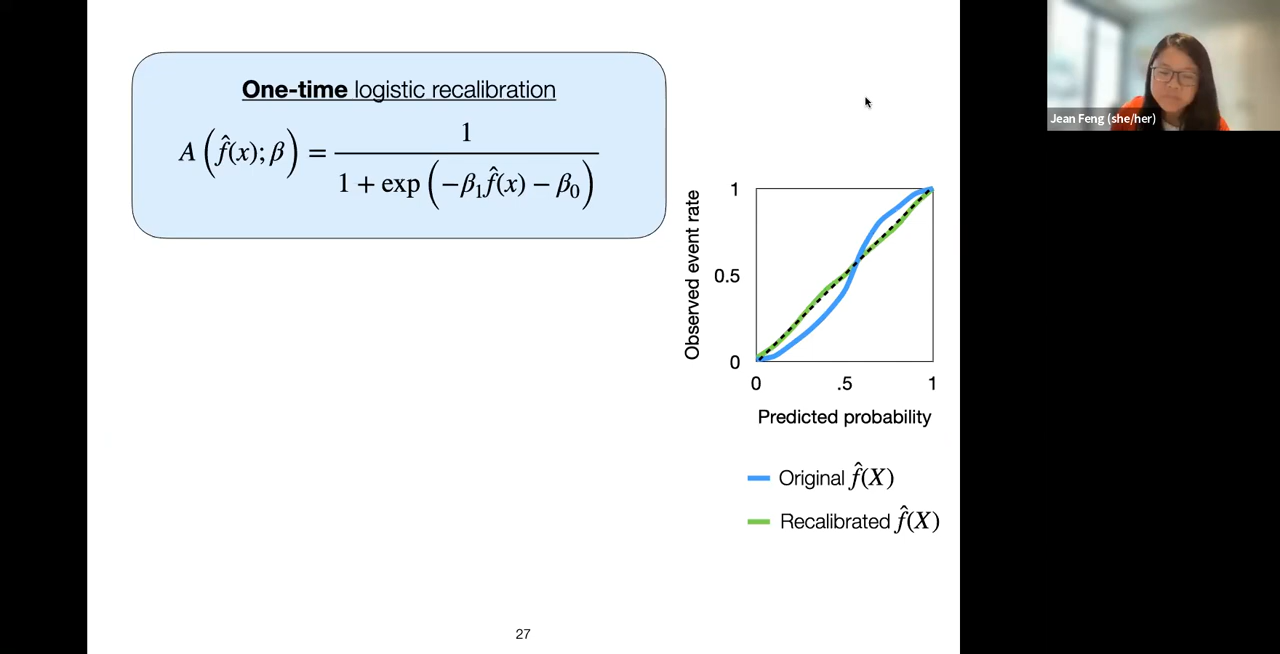 One-time logistic recalibration
A(f̂(x); β) = 1 / (1 + exp(−β₁f̂(x) − β₀))
Jean Feng (she/her)
Observed event rate
1
0.5
0
0 .5 1
Predicted probability
Original f̂(X)
Recalibrated f̂(X)
27